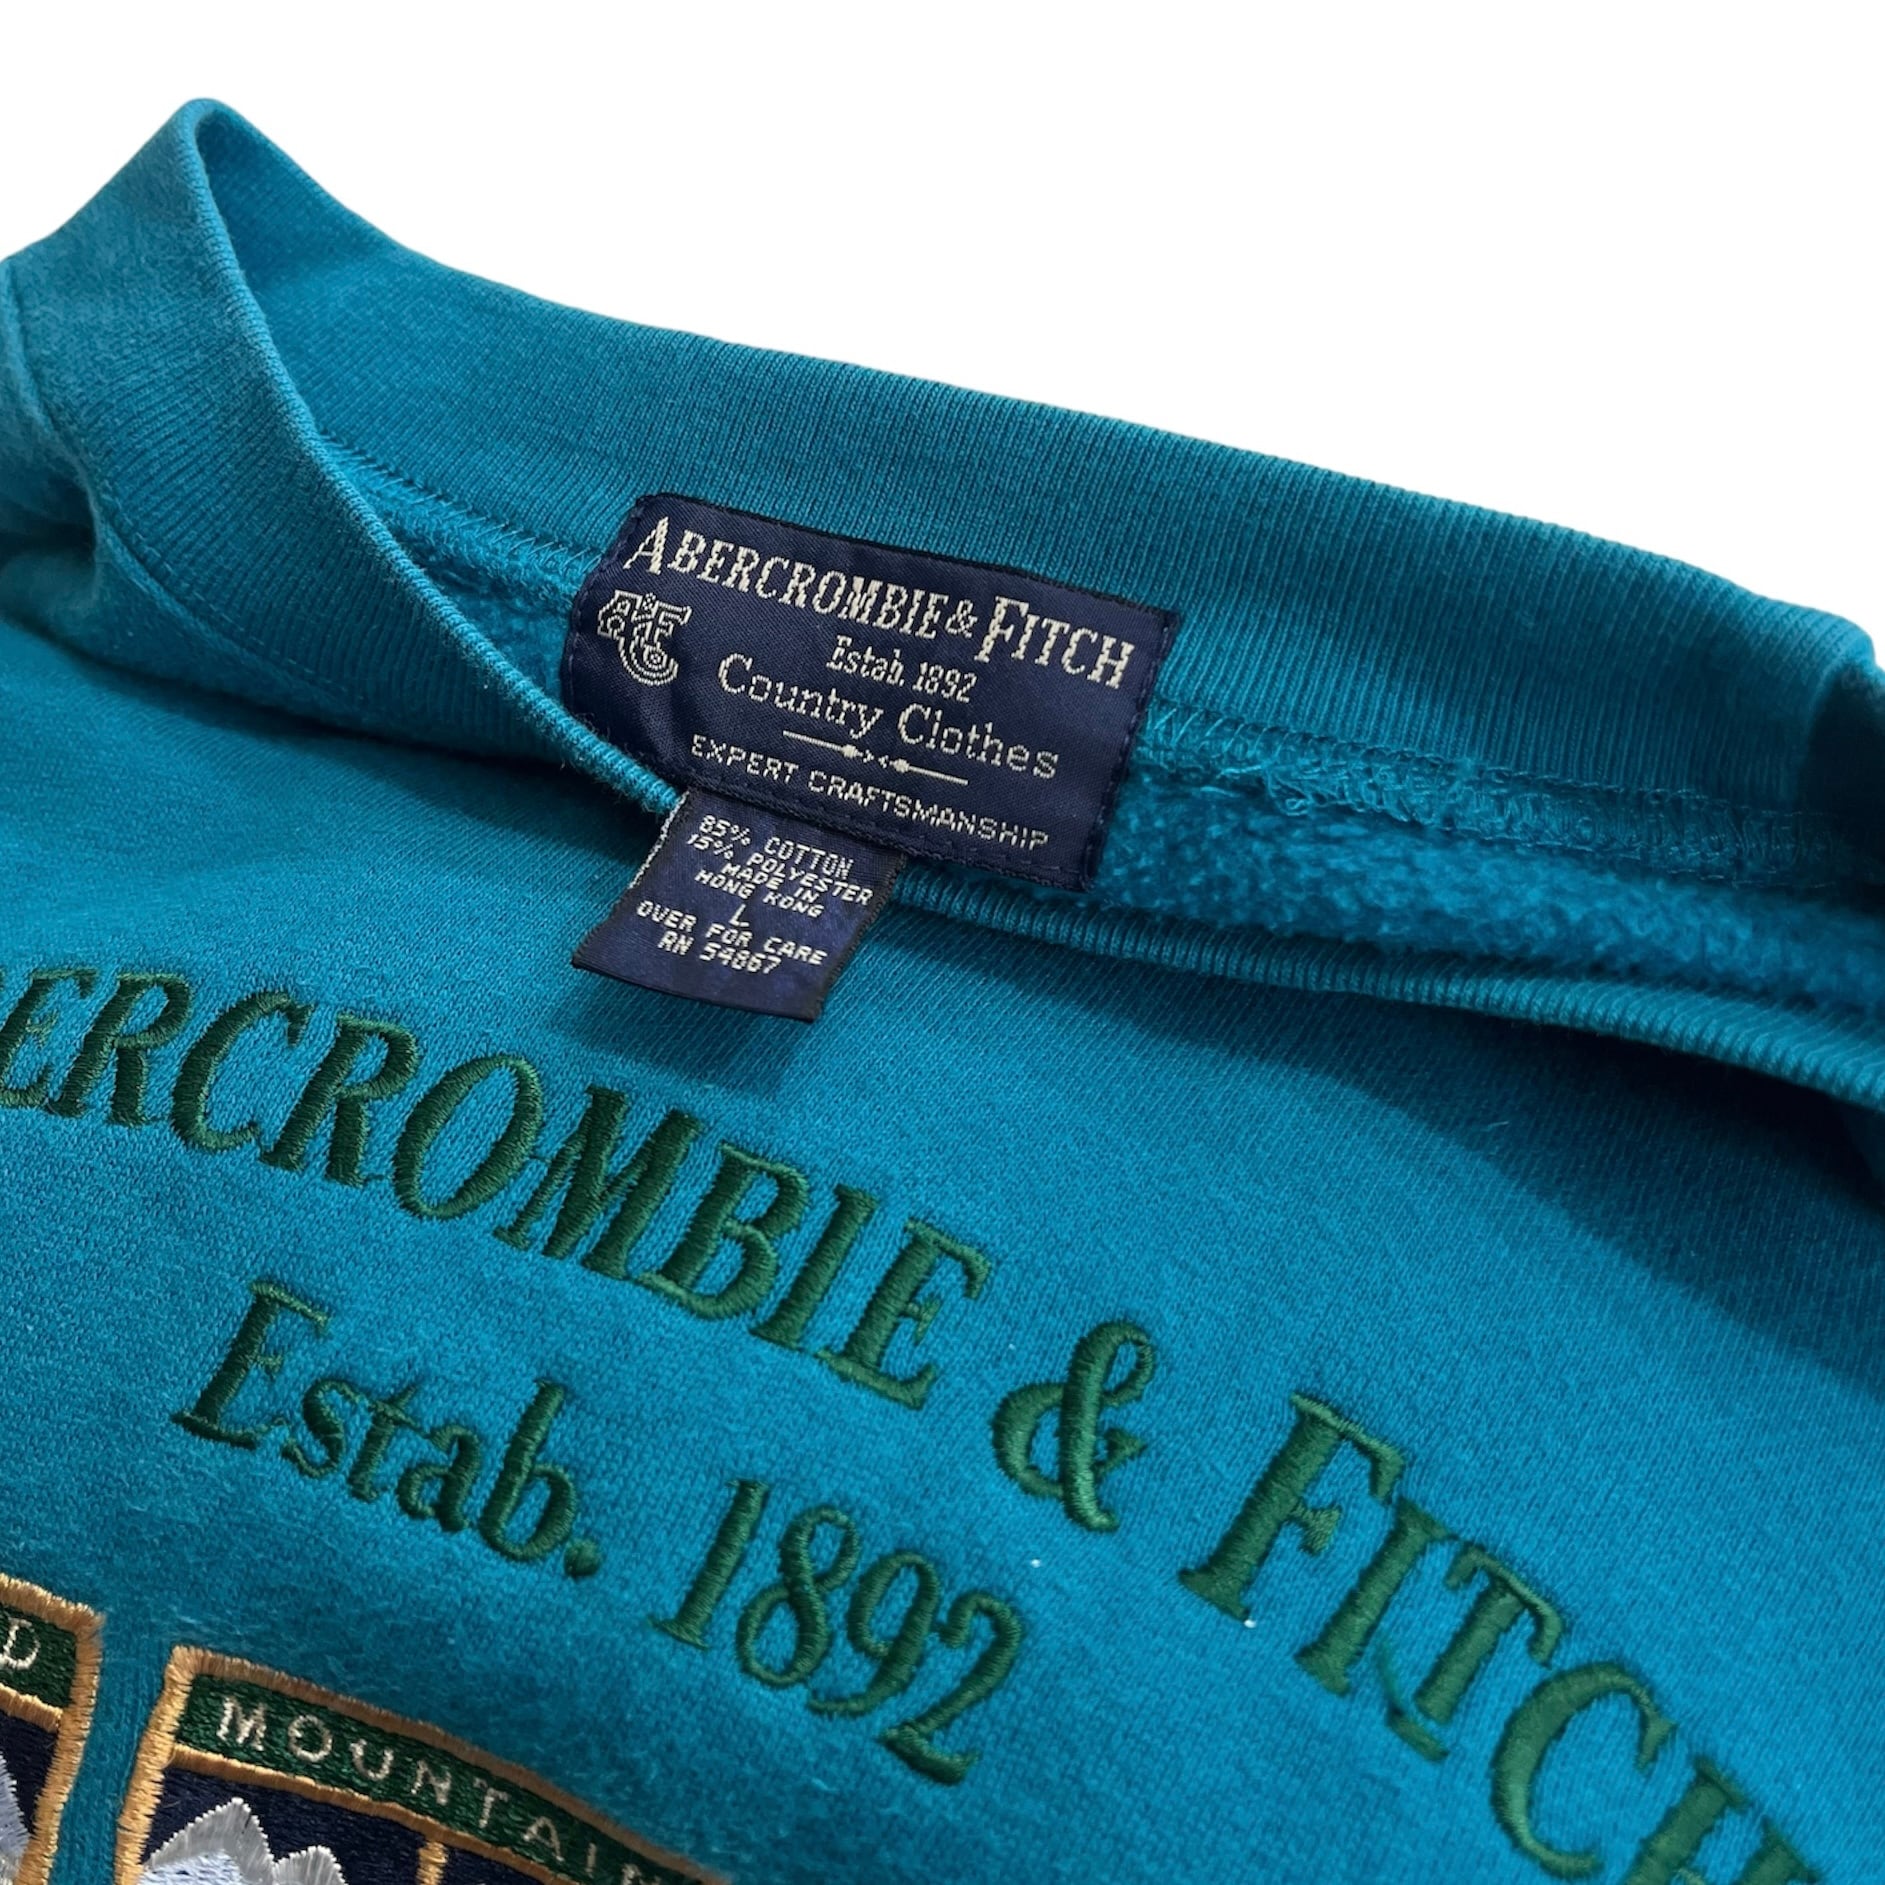 ABERCROMBIE & FITCH
A&F Co
Estab. 1892
Country Clothes
EXPERT CRAFTSMANSHIP
85% COTTON
15% POLYESTER
MADE IN
HONG KONG
L
OVER FOR CARE
RN 54867
ERCROMBIE & FITCH
Estab. 1892
D
MOUNTAIN